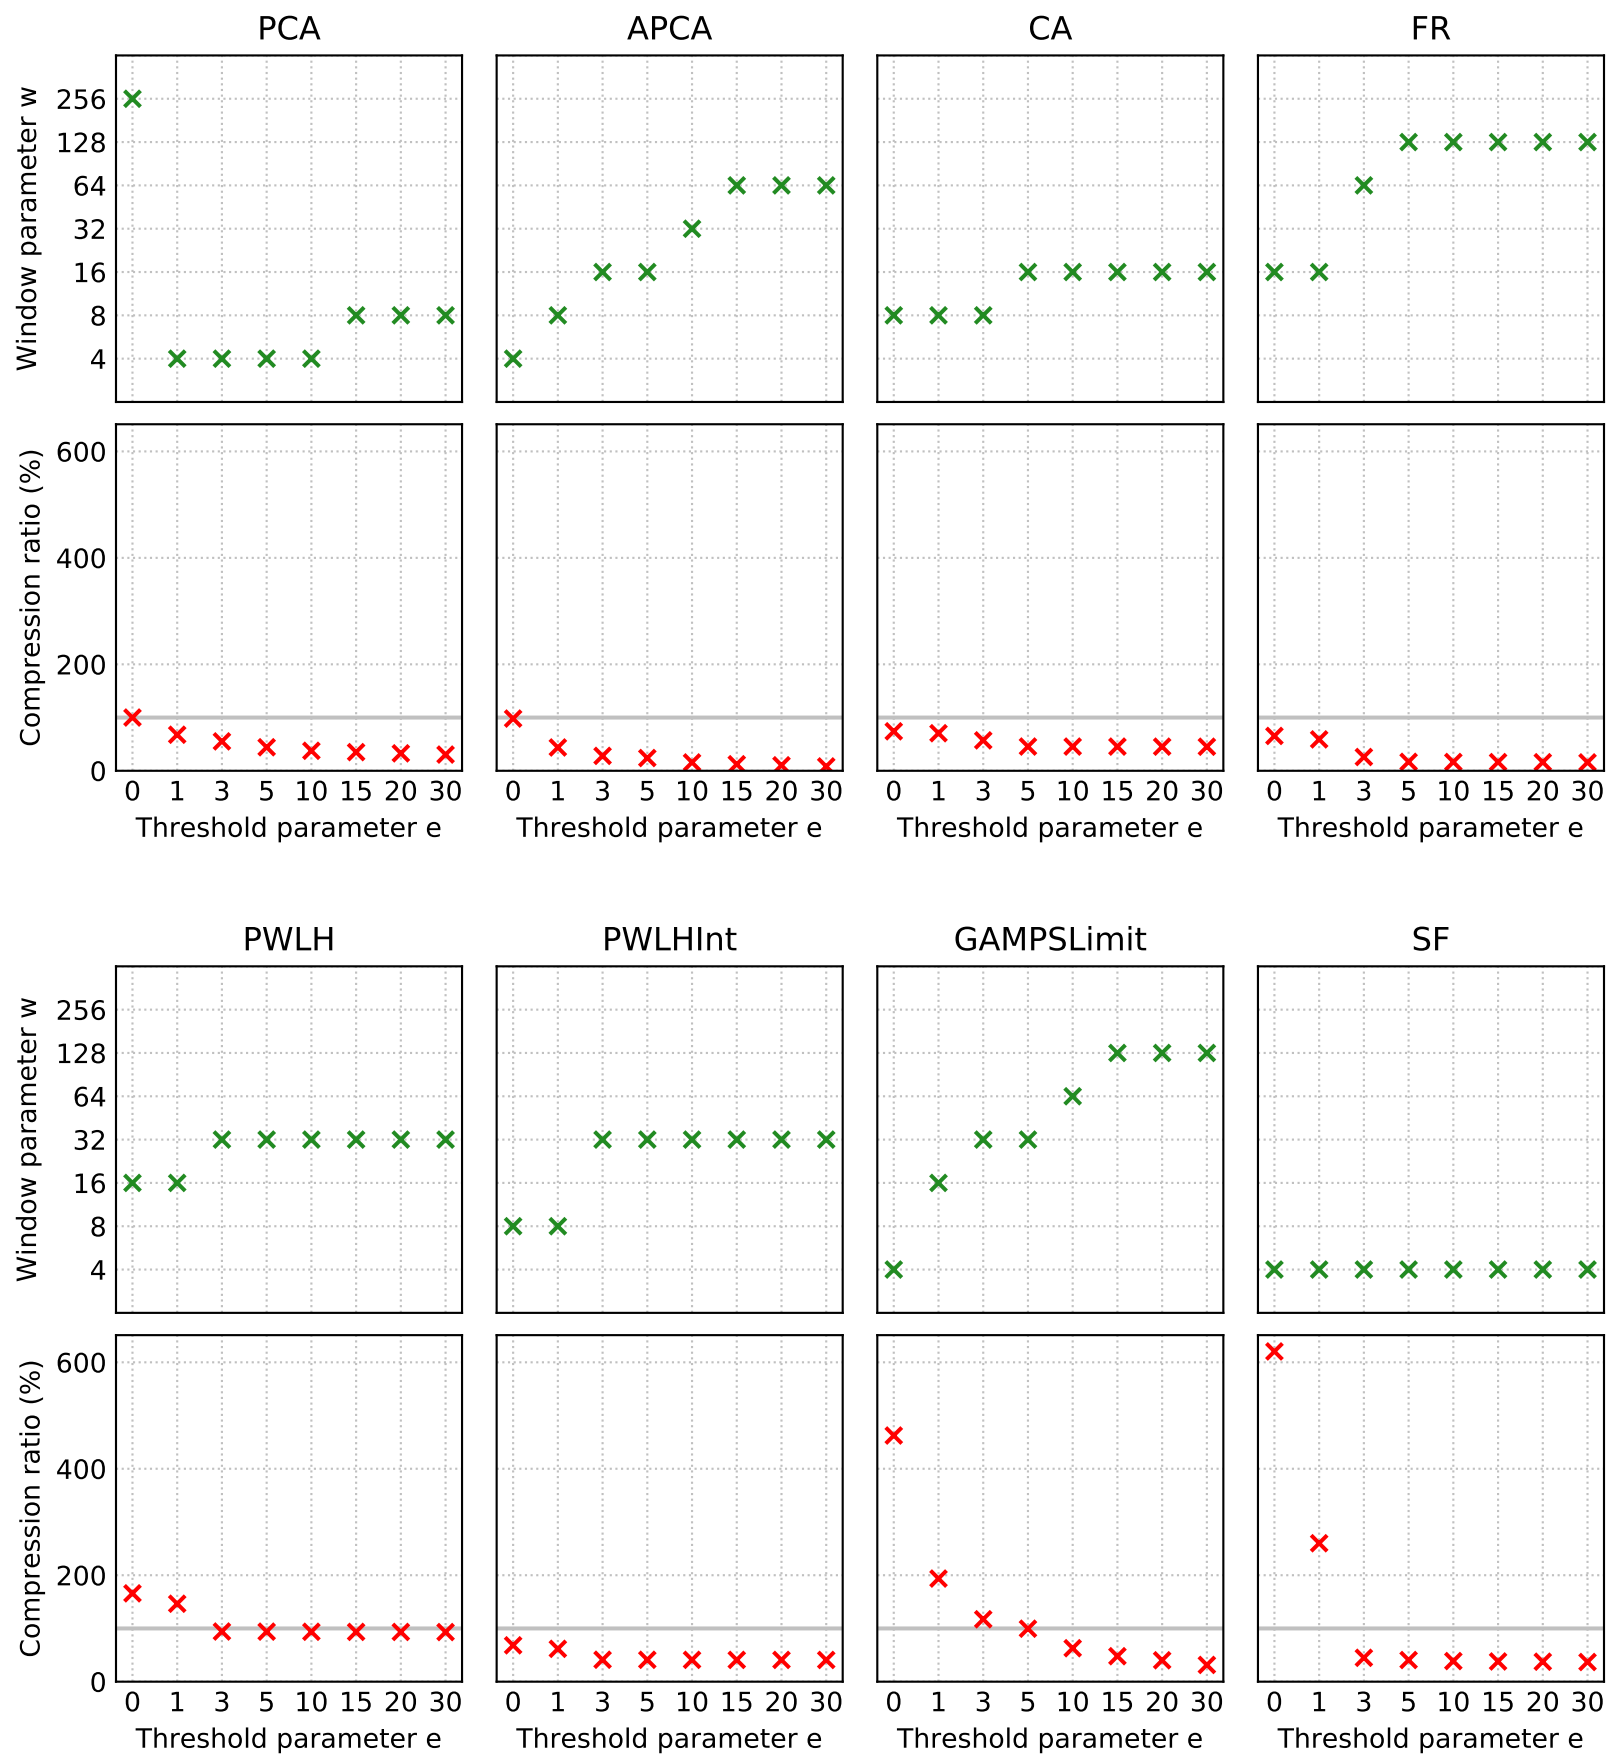 PCA APCA CA FR
Window parameter w
256
128
64
32
16
8
4
Compression ratio (%)
600
400
200
0
0 1 3 5 10 15 20 30 0 1 3 5 10 15 20 30 0 1 3 5 10 15 20 30 0 1 3 5 10 15 20 30
Threshold parameter e Threshold parameter e Threshold parameter e Threshold parameter e
PWLH PWLHInt GAMPSLimit SF
Window parameter w
256
128
64
32
16
8
4
Compression ratio (%)
600
400
200
0
0 1 3 5 10 15 20 30 0 1 3 5 10 15 20 30 0 1 3 5 10 15 20 30 0 1 3 5 10 15 20 30
Threshold parameter e Threshold parameter e Threshold parameter e Threshold parameter e